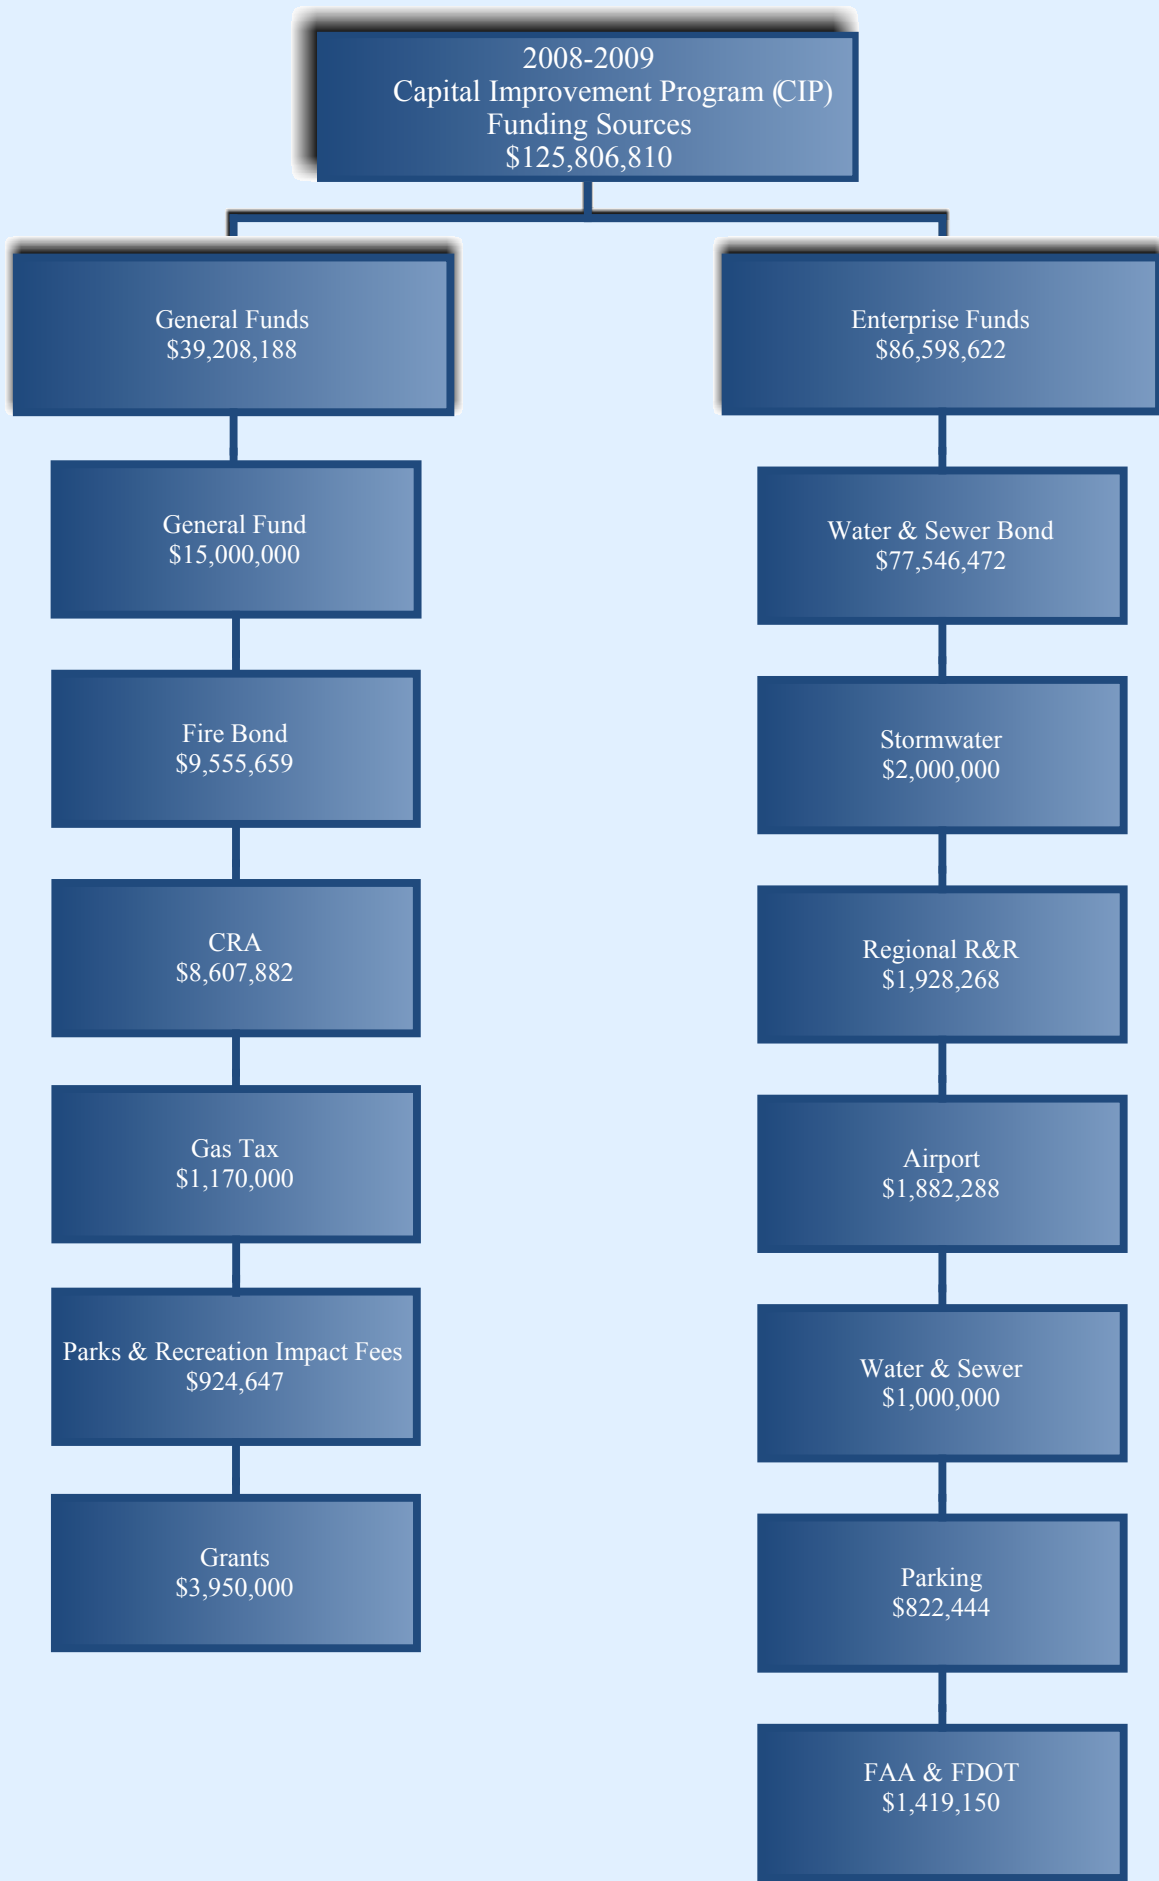 2008-2009
Capital Improvement Program (CIP)
Funding Sources
$125,806,810
General Funds
$39,208,188
General Fund
$15,000,000
Fire Bond
$9,555,659
CRA
$8,607,882
Gas Tax
$1,170,000
Parks & Recreation Impact Fees
$924,647
Grants
$3,950,000
Enterprise Funds
$86,598,622
Water & Sewer Bond
$77,546,472
Stormwater
$2,000,000
Regional R&R
$1,928,268
Airport
$1,882,288
Water & Sewer
$1,000,000
Parking
$822,444
FAA & FDOT
$1,419,150